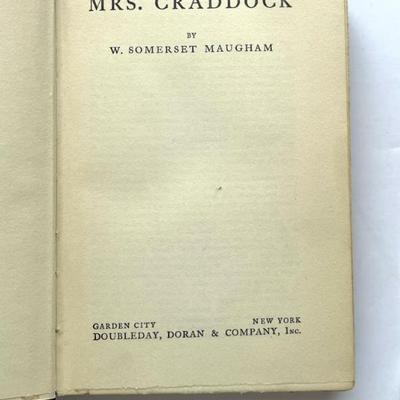 MRS. CRADDOCK
BY
W. SOMERSET MAUGHAM
GARDEN CITY NEW YORK
DOUBLEDAY, DORAN & COMPANY, INC.